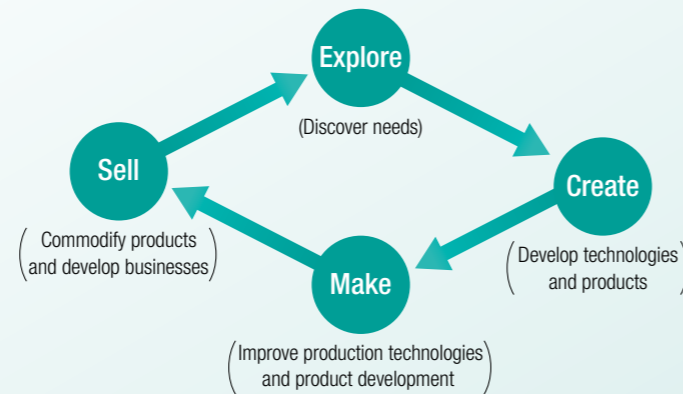 Explore
(Discover needs)
Sell
(Commodify products
and develop businesses)
Create
(Develop technologies
and products)
Make
(Improve production technologies
and product development)